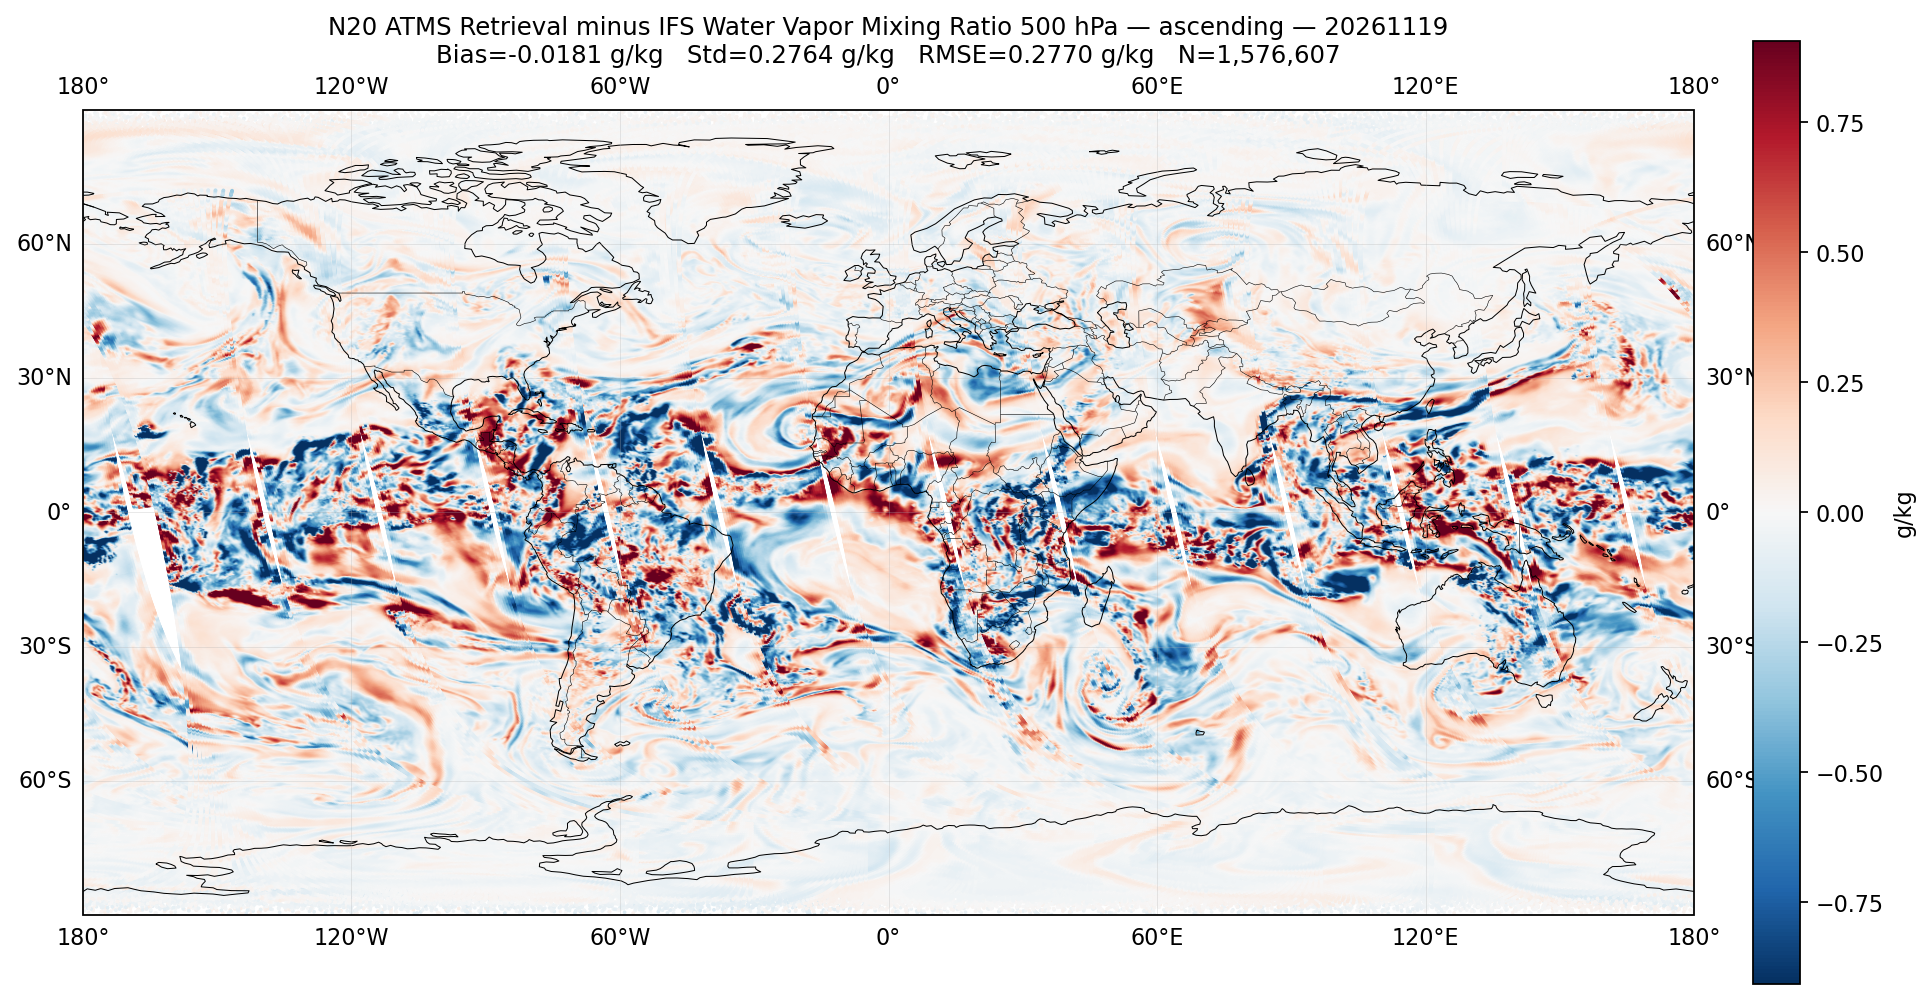 N20 ATMS Retrieval minus IFS Water Vapor Mixing Ratio 500 hPa — ascending — 20261119
Bias=-0.0181 g/kg   Std=0.2764 g/kg   RMSE=0.2770 g/kg   N=1,576,607
180° 120°W 60°W 0° 60°E 120°E 180°
60°N 60°N
30°N 30°N
0° 0°
30°S 30°S
60°S 60°S
180° 120°W 60°W 0° 60°E 120°E 180°
0.75
0.50
0.25
0.00
−0.25
−0.50
−0.75
g/kg